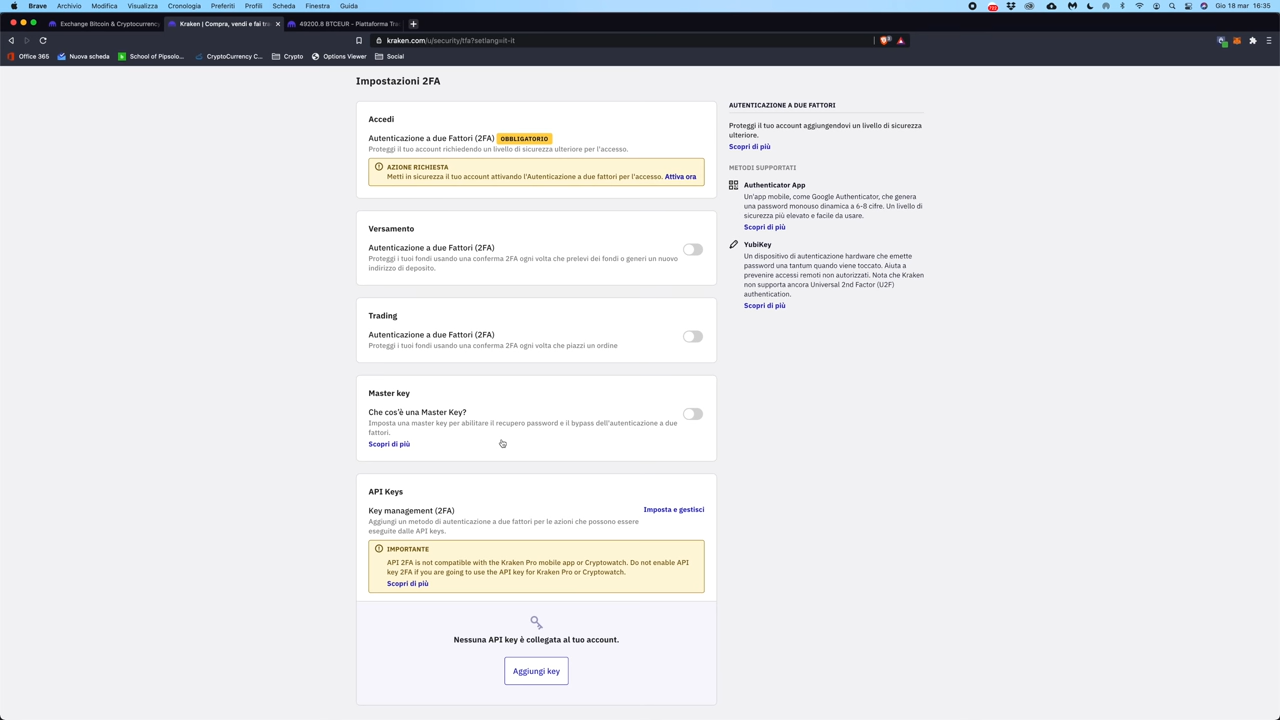 Brave Archivio Modifica Visualizza Cronologia Preferiti Profili Scheda Finestra Guida Gio 18 mar 16:35
Exchange Bitcoin & Cryptocurrency
Kraken | Compra, vendi e fai tra
49200.8 BTCEUR - Piattaforma Tra
kraken.com/u/security/tfa?setlang=it-it
Office 365 Nuova scheda School of Pipsolo... CryptoCurrency C... Crypto Options Viewer Social
Impostazioni 2FA
Accedi
Autenticazione a due Fattori (2FA) OBBLIGATORIO
Proteggi il tuo account richiedendo un livello di sicurezza ulteriore per l'accesso.
AZIONE RICHIESTA
Metti in sicurezza il tuo account attivando l'Autenticazione a due fattori per l'accesso. Attiva ora
Versamento
Autenticazione a due Fattori (2FA)
Proteggi i tuoi fondi usando una conferma 2FA ogni volta che prelevi dei fondi o generi un nuovo
indirizzo di deposito.
Trading
Autenticazione a due Fattori (2FA)
Proteggi i tuoi fondi usando una conferma 2FA ogni volta che piazzi un ordine
Master key
Che cos'è una Master Key?
Imposta una master key per abilitare il recupero password e il bypass dell'autenticazione a due
fattori.
Scopri di più
API Keys
Key management (2FA)
Imposta e gestisci
Aggiungi un metodo di autenticazione a due fattori per le azioni che possono essere
eseguite dalle API keys.
IMPORTANTE
API 2FA is not compatible with the Kraken Pro mobile app or Cryptowatch. Do not enable API
key 2FA if you are going to use the API key for Kraken Pro or Cryptowatch.
Scopri di più
Nessuna API key è collegata al tuo account.
Aggiungi key
AUTENTICAZIONE A DUE FATTORI
Proteggi il tuo account aggiungendovi un livello di sicurezza
ulteriore.
Scopri di più
METODI SUPPORTATI
Authenticator App
Un'app mobile, come Google Authenticator, che genera
una password monouso dinamica a 6-8 cifre. Un livello di
sicurezza più elevato e facile da usare.
Scopri di più
YubiKey
Un dispositivo di autenticazione hardware che emette
password una tantum quando viene toccato. Aiuta a
prevenire accessi remoti non autorizzati. Nota che Kraken
non supporta ancora Universal 2nd Factor (U2F)
authentication.
Scopri di più